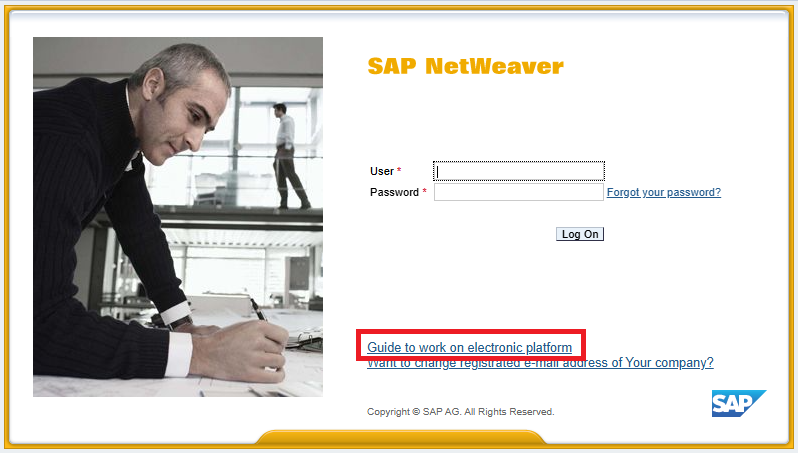 SAP NetWeaver
User *
Password * Forgot your password?
Log On
Guide to work on electronic platform
Want to change registrated e-mail address of Your company?
SAP
Copyright © SAP AG. All Rights Reserved.